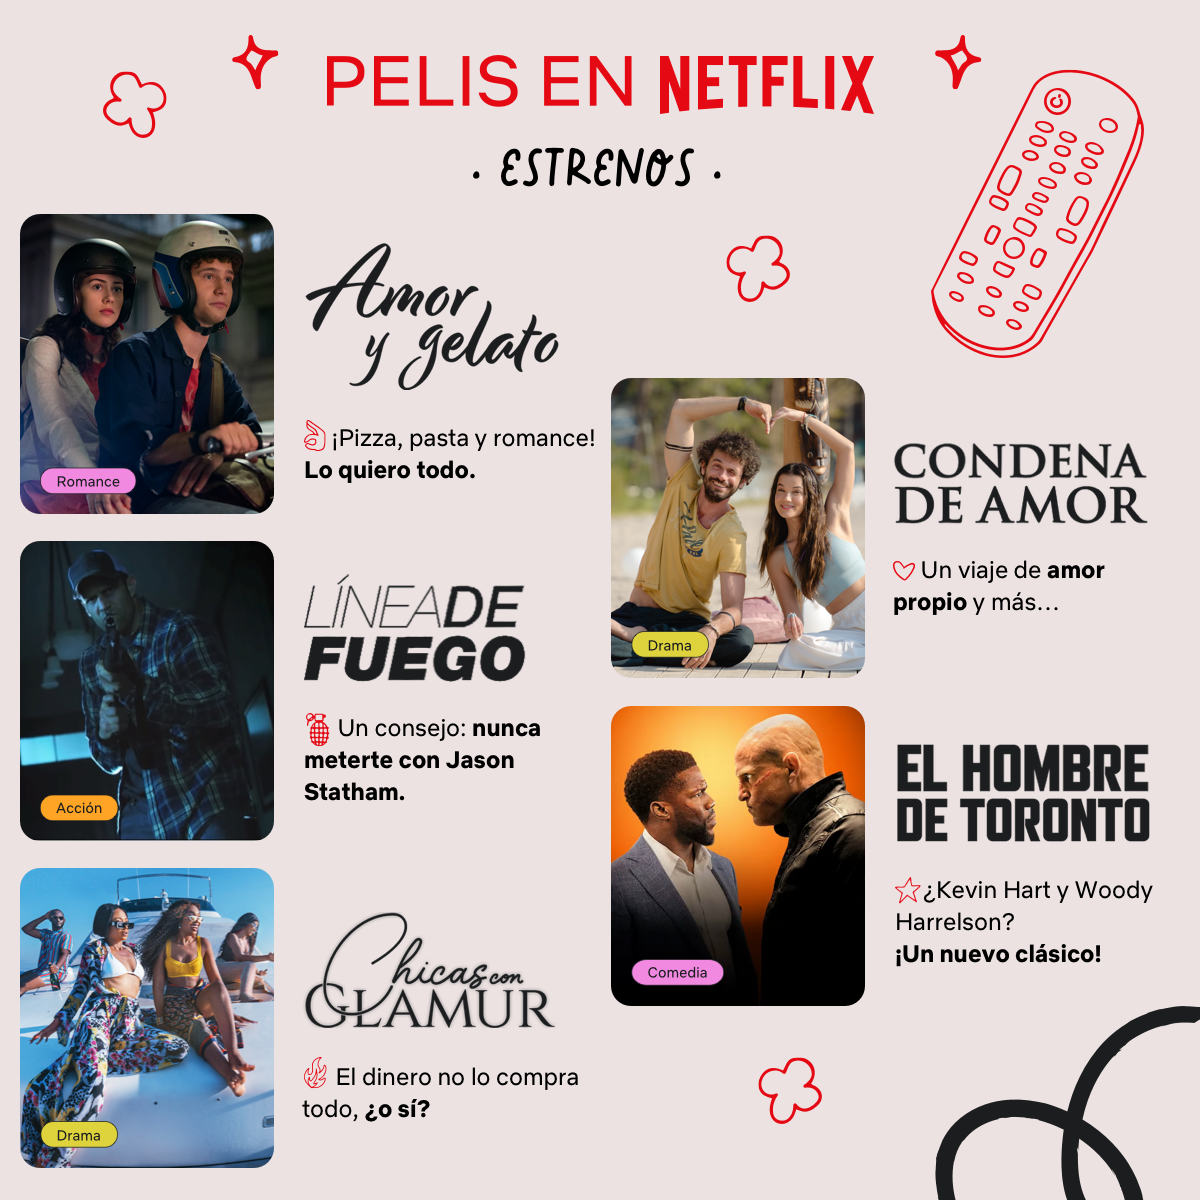 PELIS EN NETFLIX
· ESTRENOS ·
Romance
Amor
y gelato
¡Pizza, pasta y romance!
Lo quiero todo.
Acción
LÍNEA DE
FUEGO
Un consejo: nunca
meterte con Jason
Statham.
Drama
Chicas con
GLAMUR
El dinero no lo compra
todo, ¿o sí?
Drama
CONDENA
DE AMOR
Un viaje de amor
propio y más...
Comedia
EL HOMBRE
DE TORONTO
¿Kevin Hart y Woody
Harrelson?
¡Un nuevo clásico!